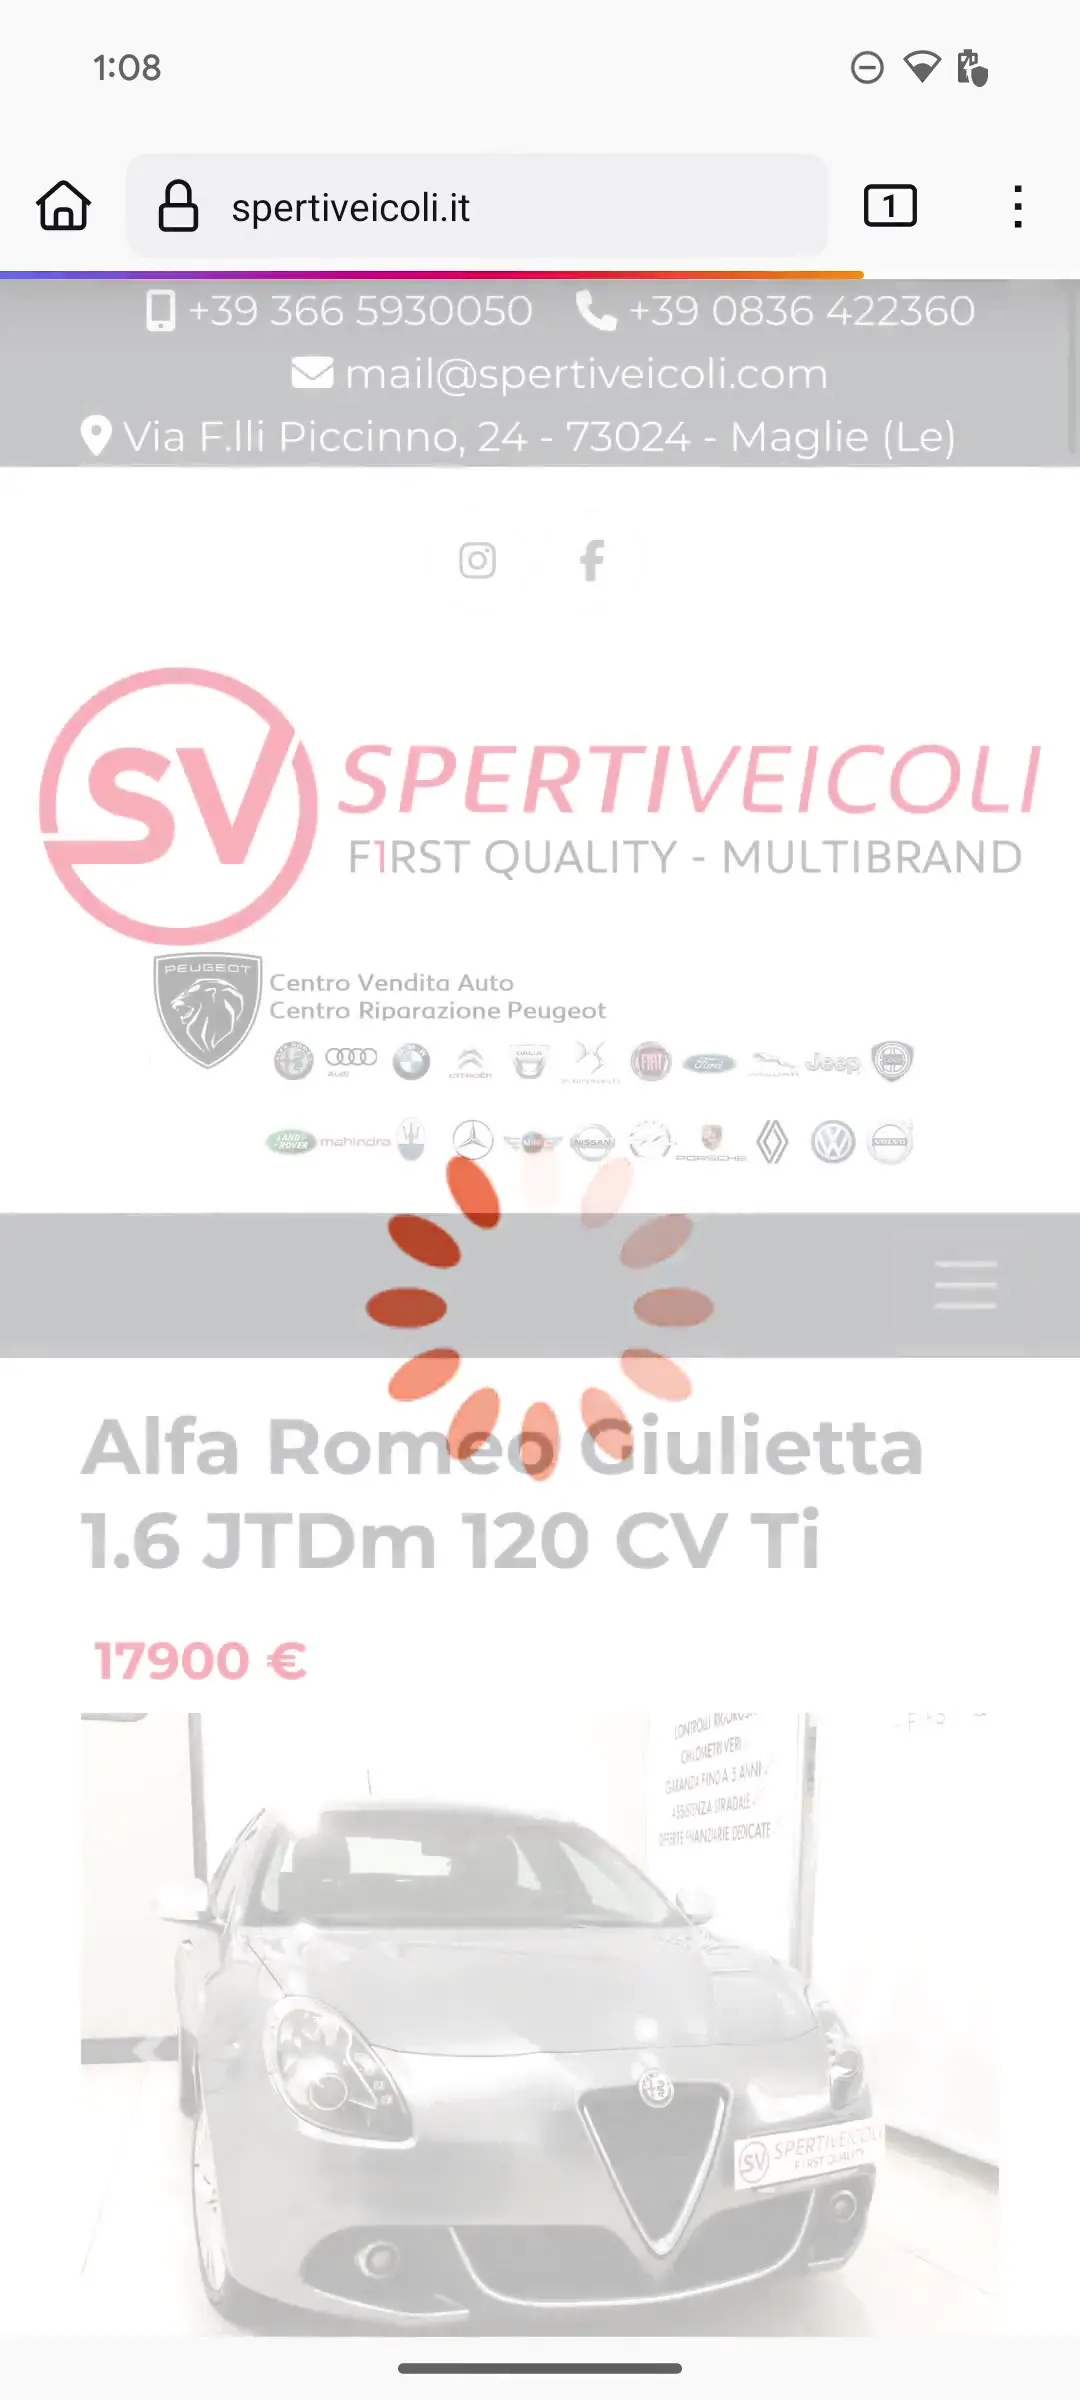 1:08
spertiveicoli.it
1
+39 366 5930050 +39 0836 422360
mail@spertiveicoli.com
Via F.lli Piccinno, 24 - 73024 - Maglie (Le)
SV
SPERTIVEICOLI
F1RST QUALITY - MULTIBRAND
PEUGEOT
Centro Vendita Auto
Centro Riparazione Peugeot
AUDI CITROËN DACIA FIAT Ford JAGUAR Jeep
LAND ROVER mahindra MINI NISSAN PORSCHE VOLVO
Alfa Romeo Giulietta
1.6 JTDm 120 CV Ti
17900 €
CONTROLLI RIGOROSI
CHILOMETRI VERI
GARANZIA FINO A 3 ANNI
ASSISTENZA STRADALE
OFFERTE FINANZIARIE DEDICATE
SV SPERTIVEICOLI
F1RST QUALITY